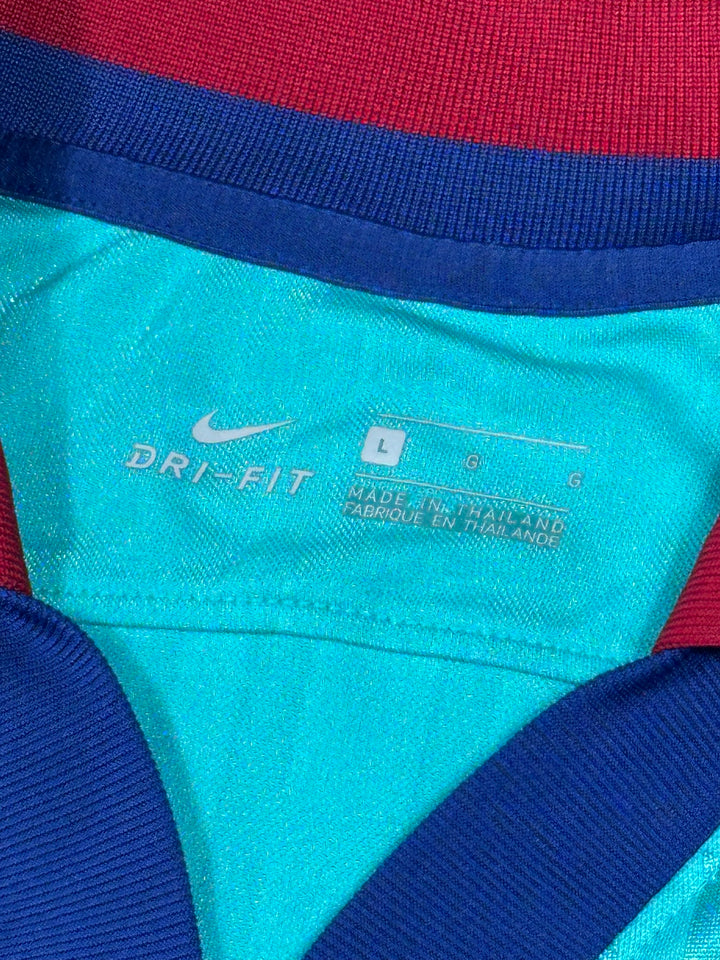 DRI-FIT
L G G
MADE IN THAILAND
FABRIQUE EN THAILANDE